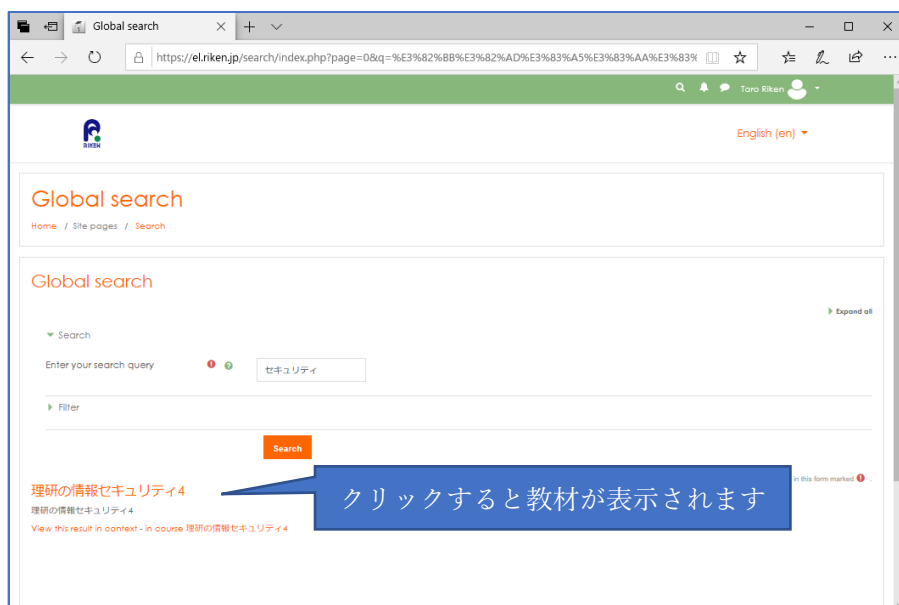 Global search
https://el.riken.jp/search/index.php?page=0&q=%E3%82%BB%E3%82%AD%E3%83%A5%E3%83%AA%E3%83%
Taro Riken
RIKEN
English (en)
Global search
Home / Site pages / Search
Global search
Expand all
Search
Enter your search query
セキュリティ
Filter
Search
in this form marked
理研の情報セキュリティ4
クリックすると教材が表示されます
理研の情報セキュリティ4
View this result in context - in course 理研の情報セキュリティ4